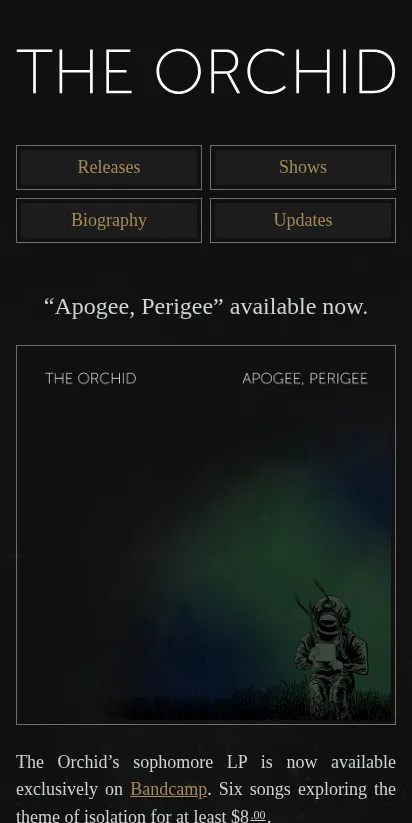 THE ORCHID
Releases
Shows
Biography
Updates
“Apogee, Perigee” available now.
THE ORCHID
APOGEE, PERIGEE
The Orchid’s sophomore LP is now available
exclusively on Bandcamp. Six songs exploring the
theme of isolation for at least $8.00.